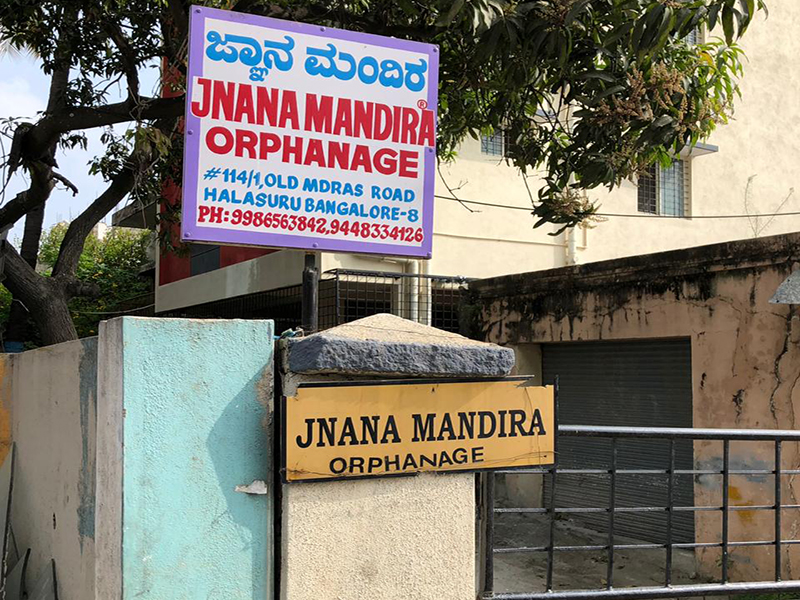 ಜ್ಞಾನ ಮಂದಿರ
JNANA MANDIRA®
ORPHANAGE
#114/1,OLD MDRAS ROAD
HALASURU BANGALORE-8
PH:9986563842,9448334126
JNANA MANDIRA
ORPHANAGE